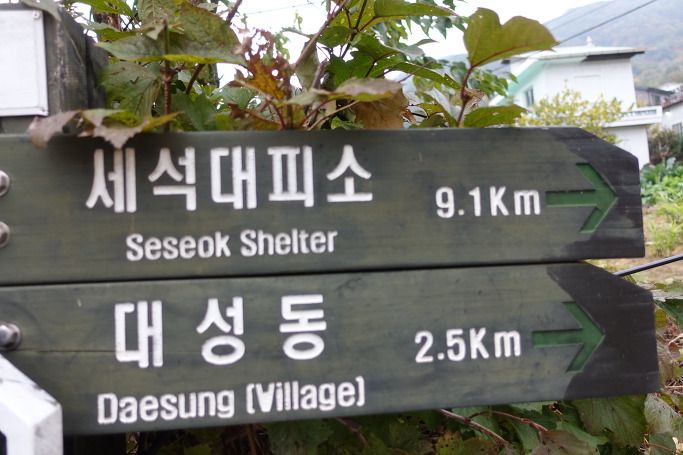 세석대피소 9.1Km
Seseok Shelter
대성동 2.5Km
Daesung (Village)